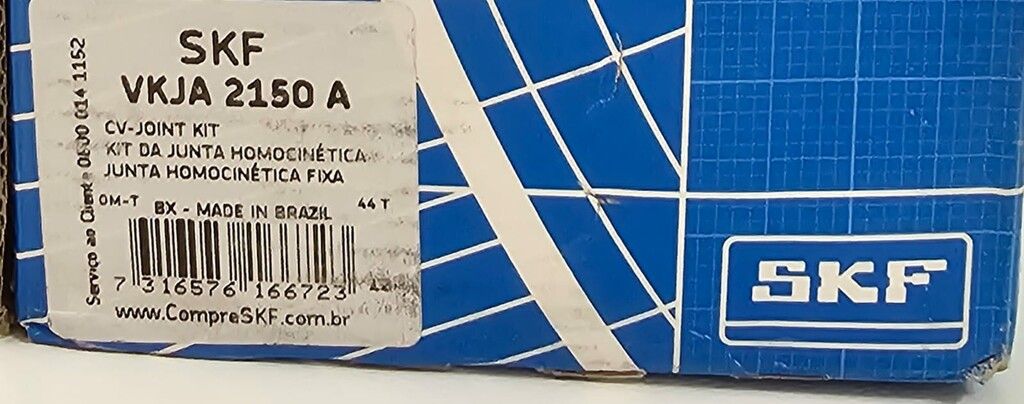 SKF
VKJA 2150 A
CV-JOINT KIT
KIT DA JUNTA HOMOCINÉTICA
JUNTA HOMOCINÉTICA FIXA
OM-T BX - MADE IN BRAZIL 44 T
7 316576 166723
www.CompreSKF.com.br
Serviço ao Cliente 0800 014 1152
SKF